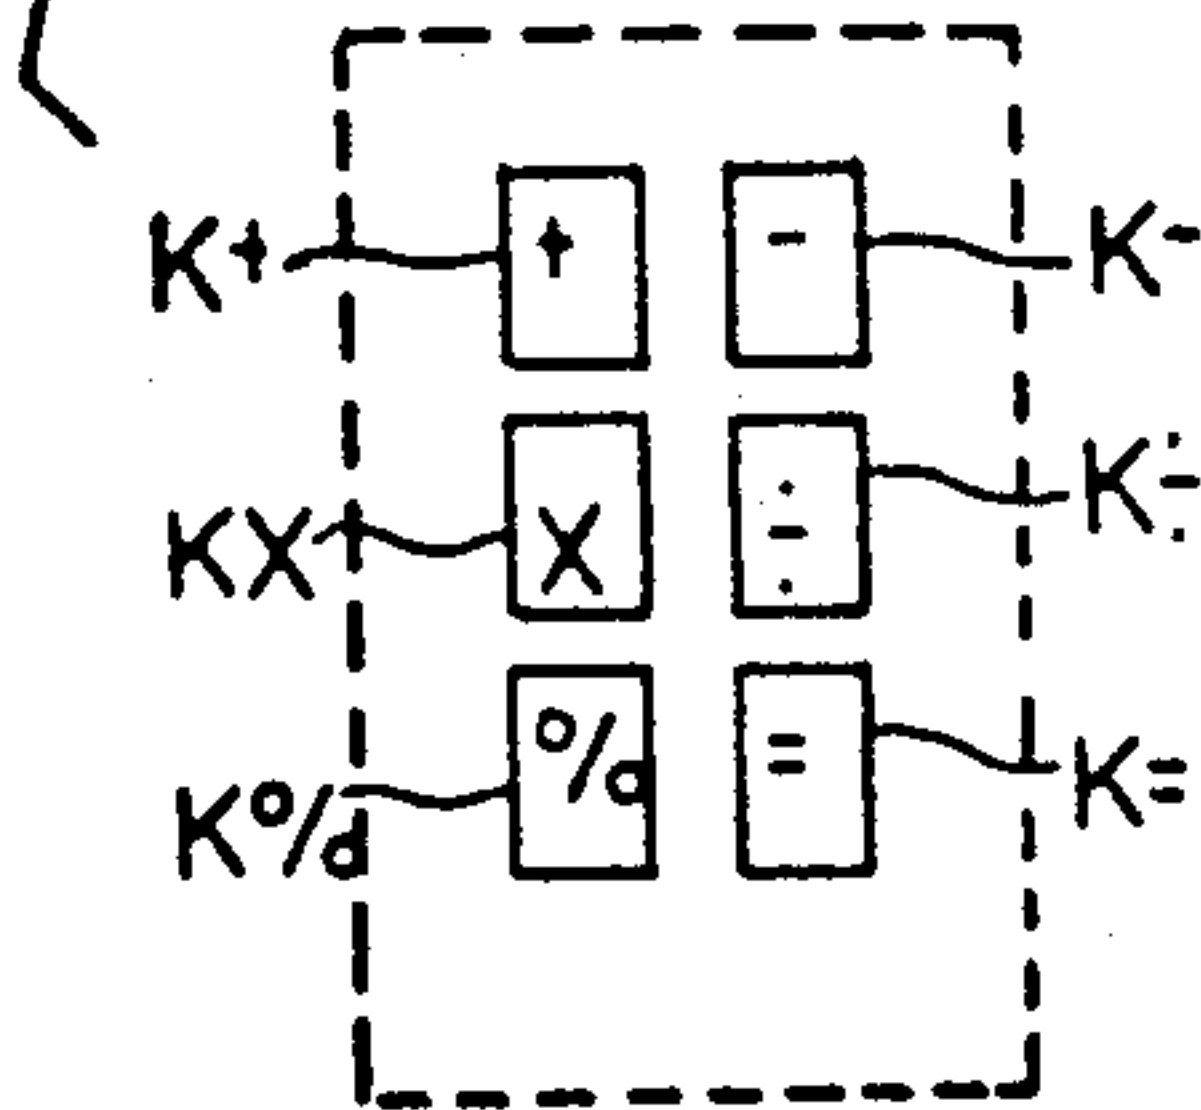 K+ + - K-
KX X ÷ K÷
K% % = K=